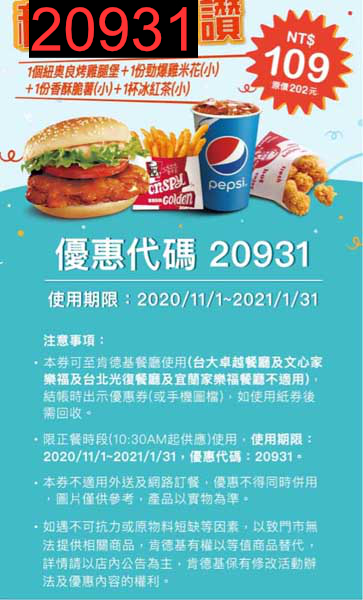 20931
讚
1個紐奧良烤雞腿堡+1份勁爆雞米花(小)
+1份香酥脆薯(小)+1杯冰紅茶(小)
NT$
109
原價202元
CRISPY
Golden
pepsi
優惠代碼 20931
使用期限：2020/11/1~2021/1/31
注意事項：
・本券可至肯德基餐廳使用(台大卓越餐廳及文心家
樂福及台北光復餐廳及宜蘭家樂福餐廳不適用)，
結帳時出示優惠券(或手機圖檔)，如使用紙券後
需回收。
・限正餐時段(10:30AM起供應)使用，使用期限：
2020/11/1~2021/1/31，優惠代碼：20931。
・本券不適用外送及網路訂餐，優惠不得同時併用
，圖片僅供參考，產品以實物為準。
・如遇不可抗力或原物料短缺等因素，以致門市無
法提供相關商品，肯德基有權以等值商品替代，
詳情請以店內公告為主，肯德基保有修改活動辦
法及優惠內容的權利。